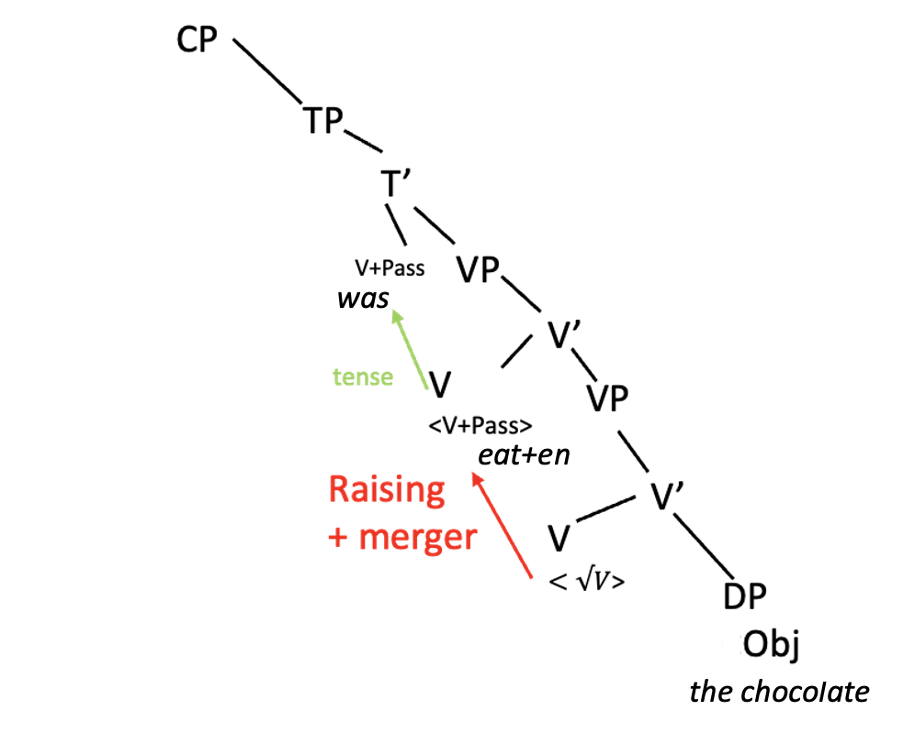 CP
TP
T’
V+Pass
VP
was
V’
tense
V
VP
<V+Pass>
eat+en
Raising
+ merger
V’
V
< √V>
DP
Obj
the chocolate